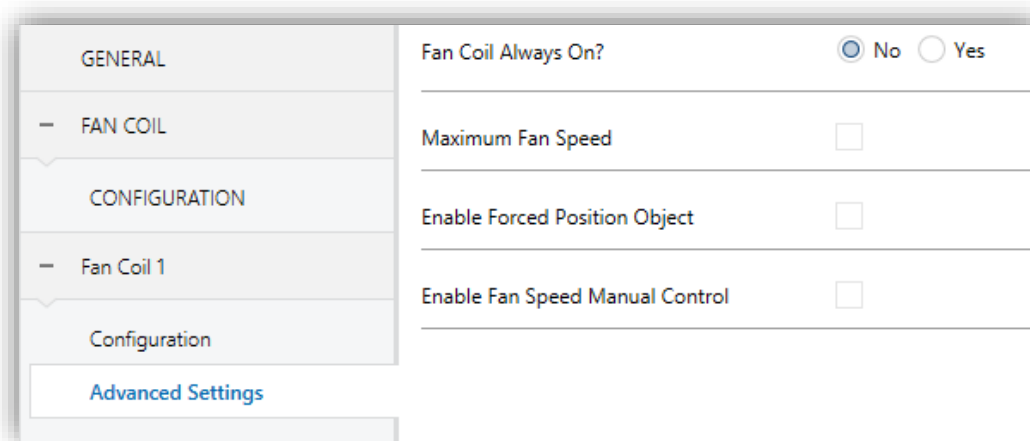 GENERAL
FAN COIL
CONFIGURATION
Fan Coil 1
Configuration
Advanced Settings
Fan Coil Always On? No Yes
Maximum Fan Speed
Enable Forced Position Object
Enable Fan Speed Manual Control